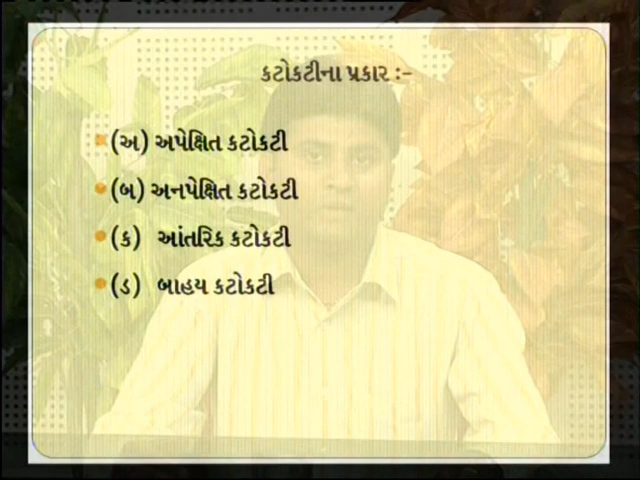 કટોકટીના પ્રકાર :-
(અ) અપેક્ષિત કટોકટી
(બ) અનપેક્ષિત કટોકટી
(ક) આંતરિક કટોકટી
(ડ) બાહય કટોકટી